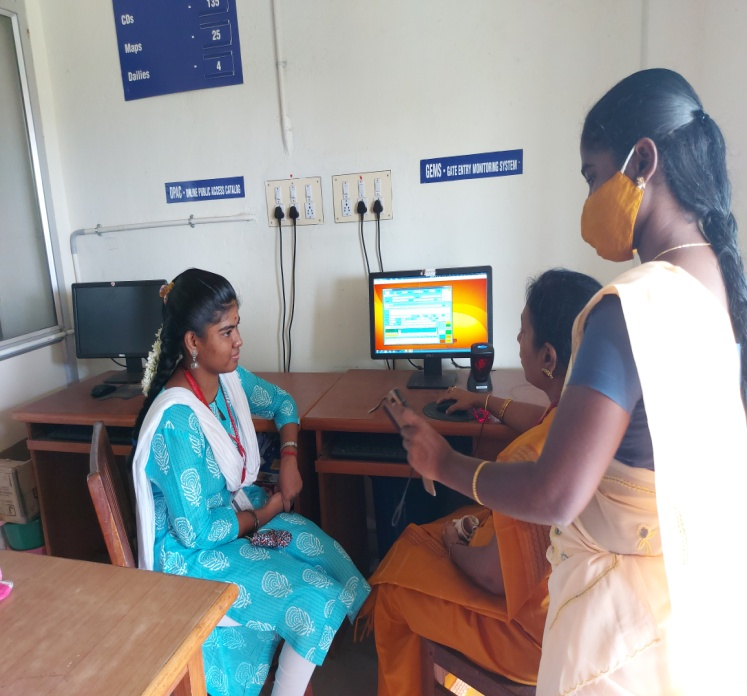 CDs - 135
Maps - 25
Dailies - 4
OPAC - ONLINE PUBLIC ACCESS CATALOG
GEMS - GATE ENTRY MONITORING SYSTEM